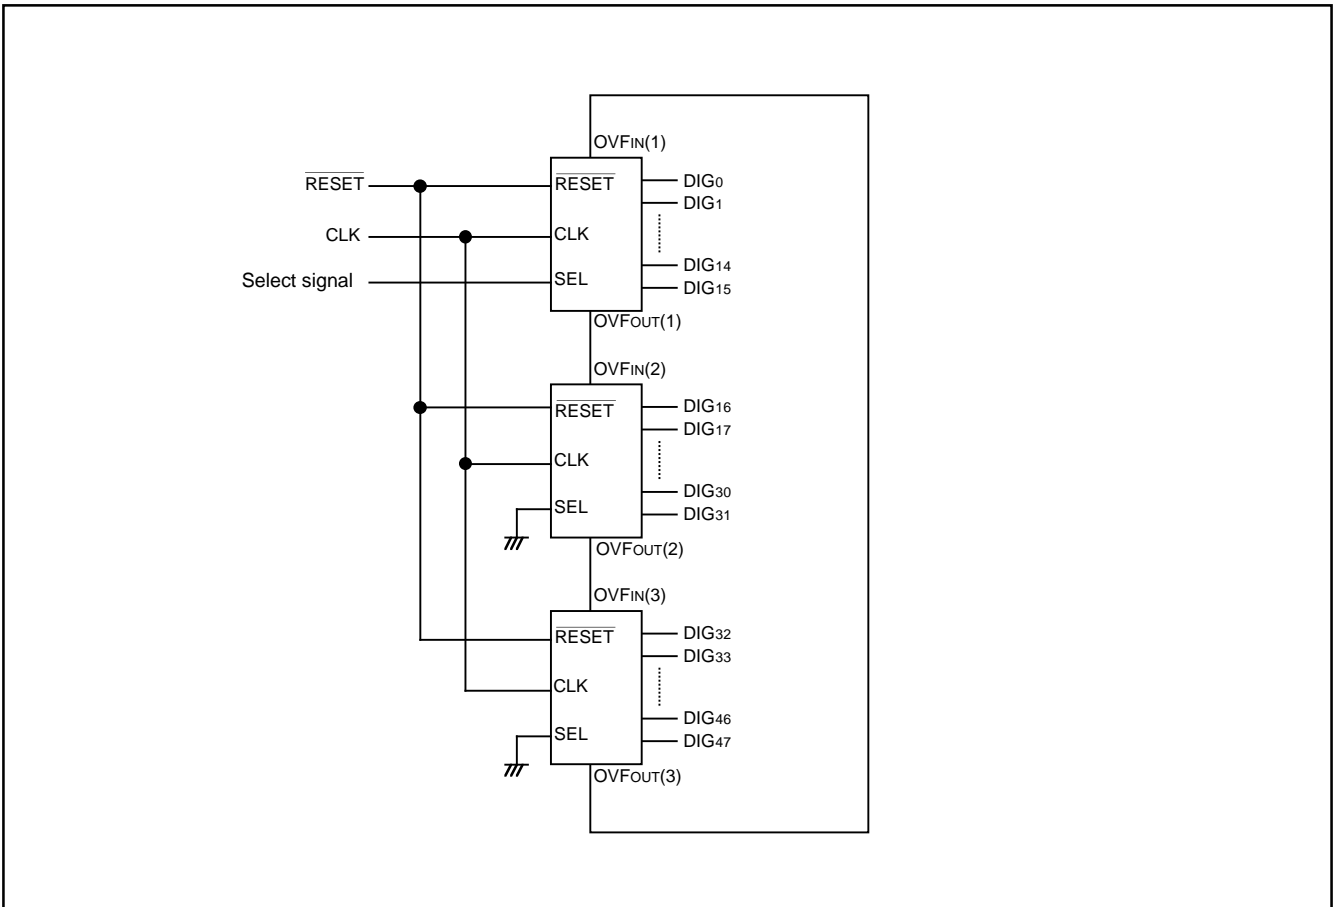 OVFIN(1)
RESET
RESET
DIG0
DIG1
CLK
CLK
DIG14
Select signal
SEL
DIG15
OVFOUT(1)
OVFIN(2)
RESET
DIG16
DIG17
CLK
DIG30
SEL
DIG31
OVFOUT(2)
OVFIN(3)
RESET
DIG32
DIG33
CLK
DIG46
SEL
DIG47
OVFOUT(3)